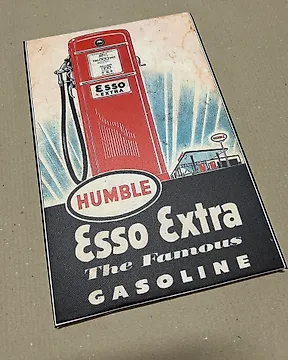 Esso
EXTRA
HUMBLE
Esso Extra
The Famous
GASOLINE